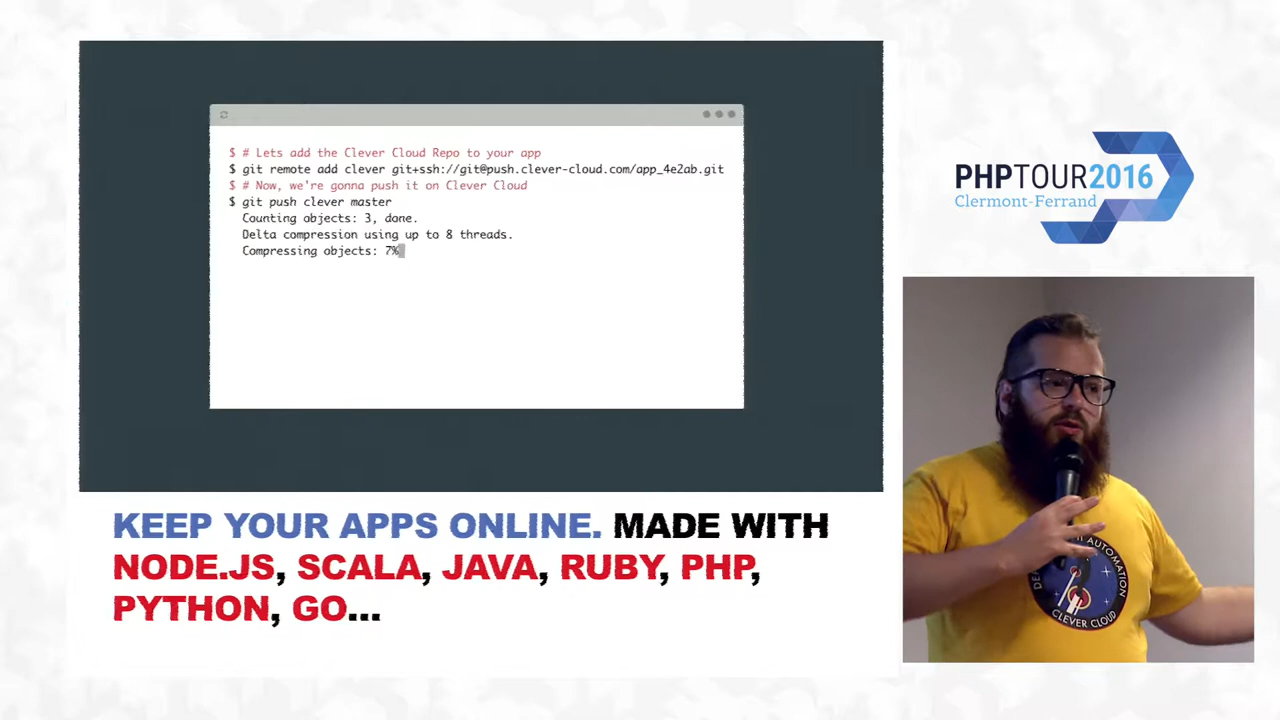 $ # Lets add the Clever Cloud Repo to your app
$ git remote add clever git+ssh://git@push.clever-cloud.com/app_4e2ab.git
$ # Now, we're gonna push it on Clever Cloud
$ git push clever master
Counting objects: 3, done.
Delta compression using up to 8 threads.
Compressing objects: 7%
KEEP YOUR APPS ONLINE. MADE WITH
NODE.JS, SCALA, JAVA, RUBY, PHP,
PYTHON, GO...
PHPTOUR2016
Clermont-Ferrand
AUTOMATION
CLEVER CLOUD